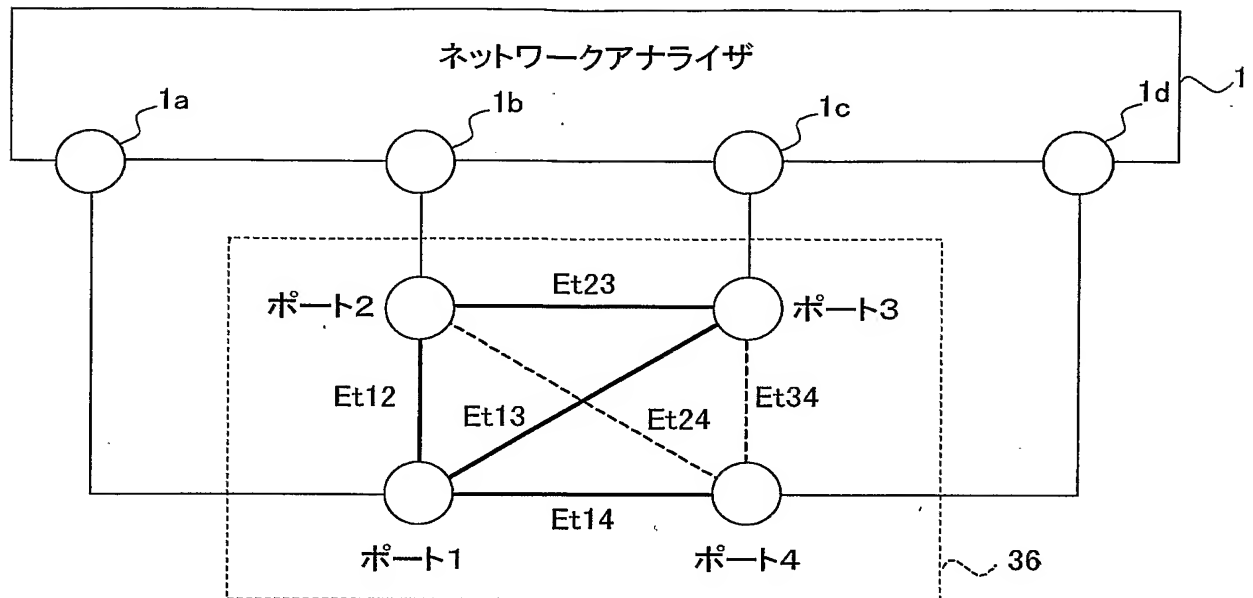 ネットワークアナライザ
1
1a
1b
1c
1d
ポート2
Et23
ポート3
Et12
Et13
Et24
Et34
Et14
ポート1
ポート4
36